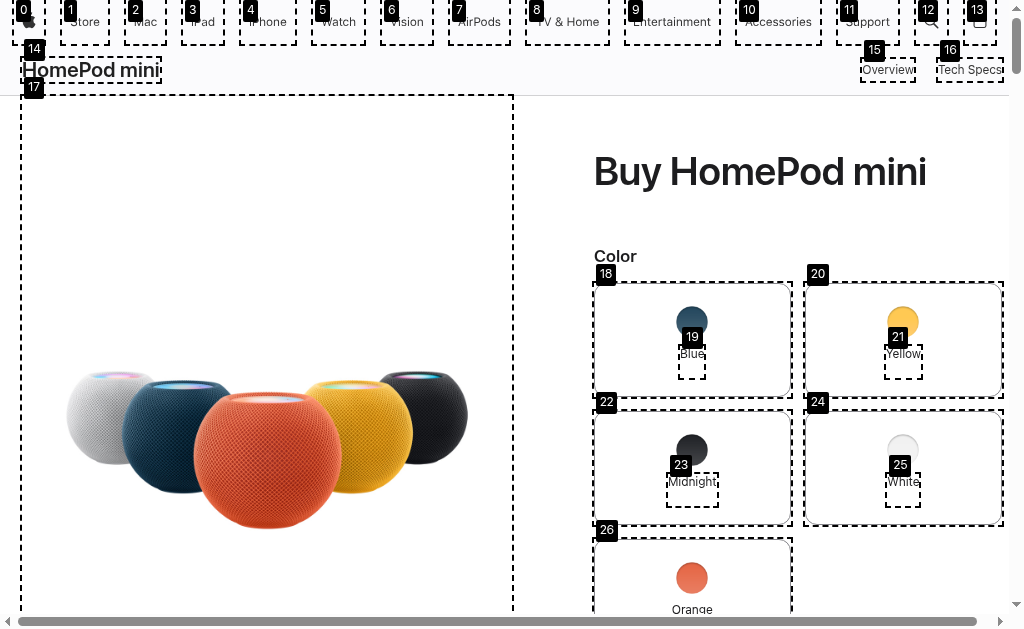 0 1 2 3 4 5 6 7 8 9 10 11 12 13
Store Mac iPad iPhone Watch Vision AirPods TV & Home Entertainment Accessories Support
14 15 16
HomePod mini Overview Tech Specs
17
Buy HomePod mini
Color
18 20
19 21
Blue Yellow
22 24
23 25
Midnight White
26
Orange